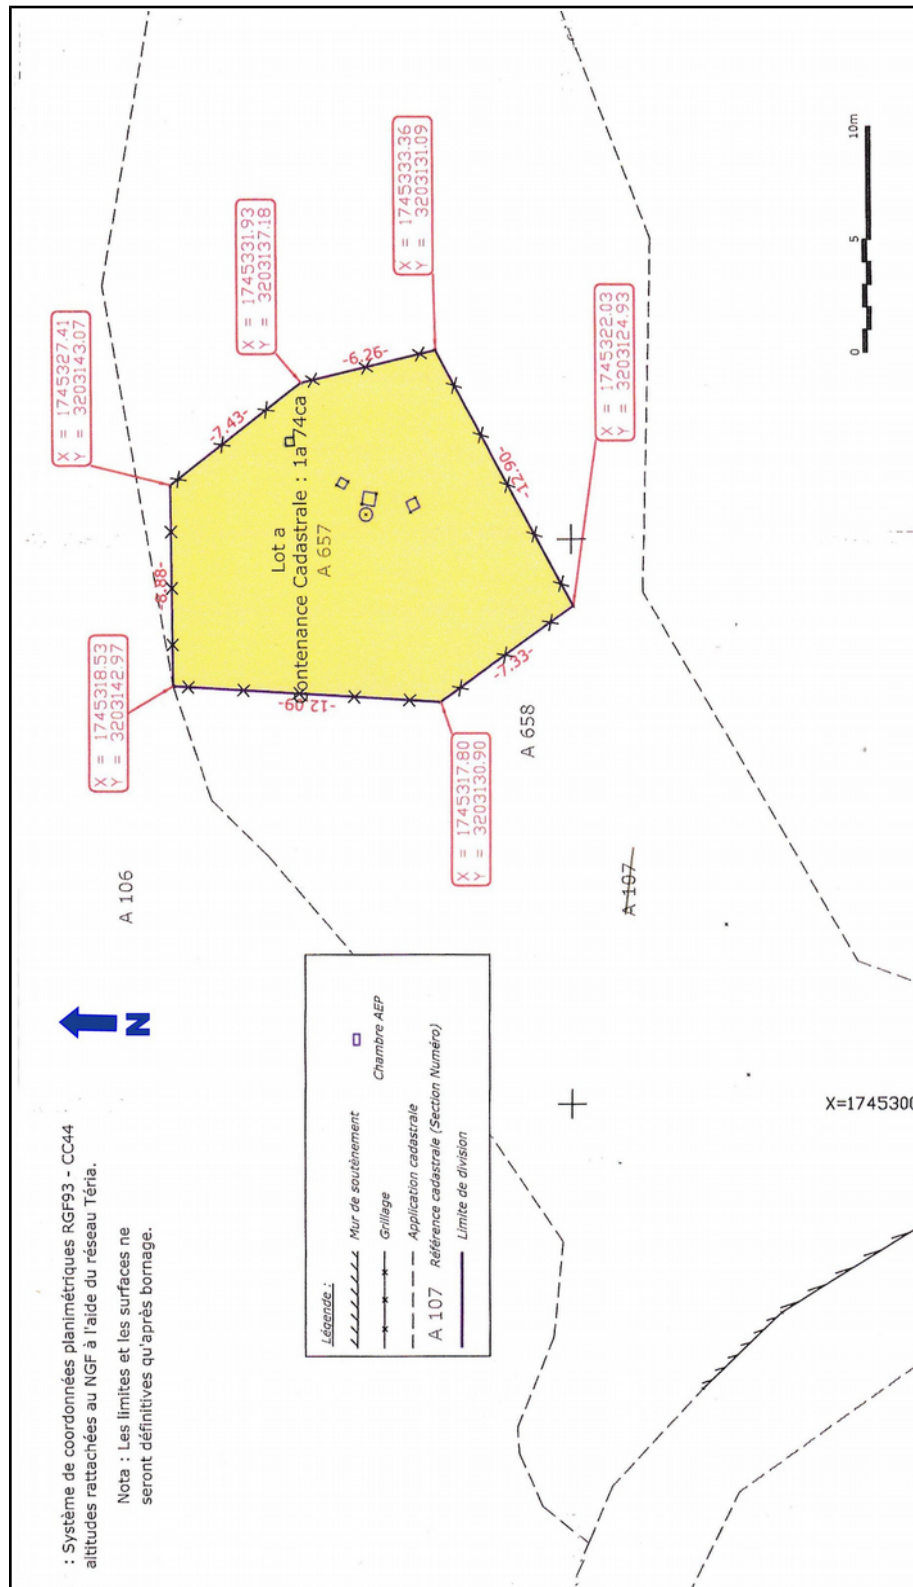 : Système de coordonnées planimétriques RGF93 - CC44
altitudes rattachées au NGF à l'aide du réseau Téria.
Nota : Les limites et les surfaces ne
seront définitives qu'après bornage.
N
A 106
X = 1745318.53
Y = 3203142.97
X = 1745327.41
Y = 3203143.07
X = 1745331.93
Y = 3203137.18
X = 1745333.36
Y = 3203131.09
X = 1745322.03
Y = 3203124.93
X = 1745317.80
Y = 3203130.90
-8.88-
-7.43-
-6.26-
-12.90-
-7.33-
-12.09-
Lot a
Contenance Cadastrale : 1a 74ca
A 657
A 658
A 107
Légende :
Mur de soutènement
Grillage
Chambre AEP
Application cadastrale
A 107 Référence cadastrale (Section Numéro)
Limite de division
0 5 10m
X=1745300